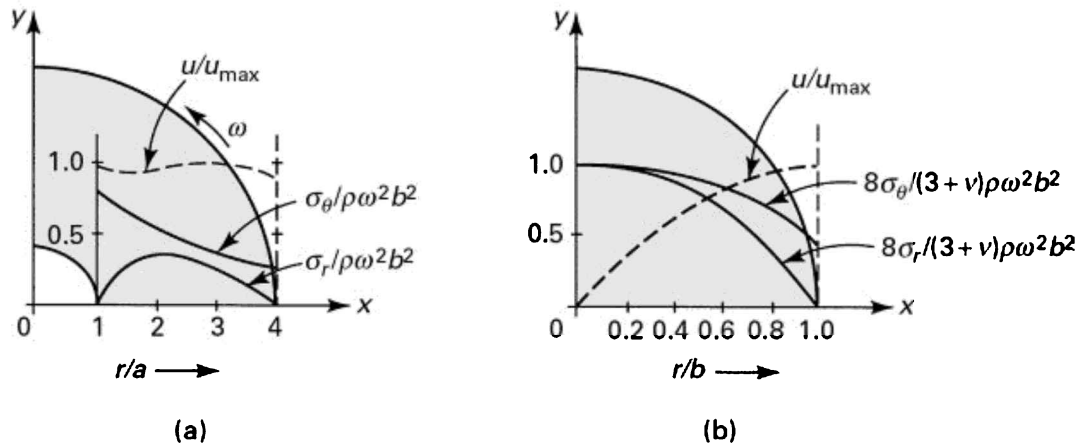 y
u/u_max
ω
1.0
σ_θ/ρω²b²
0.5
σ_r/ρω²b²
x
0 1 2 3 4
r/a
(a)
y
u/u_max
1.0
8σ_θ/(3 + ν)ρω²b²
0.5
8σ_r/(3 + ν)ρω²b²
x
0 0.2 0.4 0.6 0.8 1.0
r/b
(b)